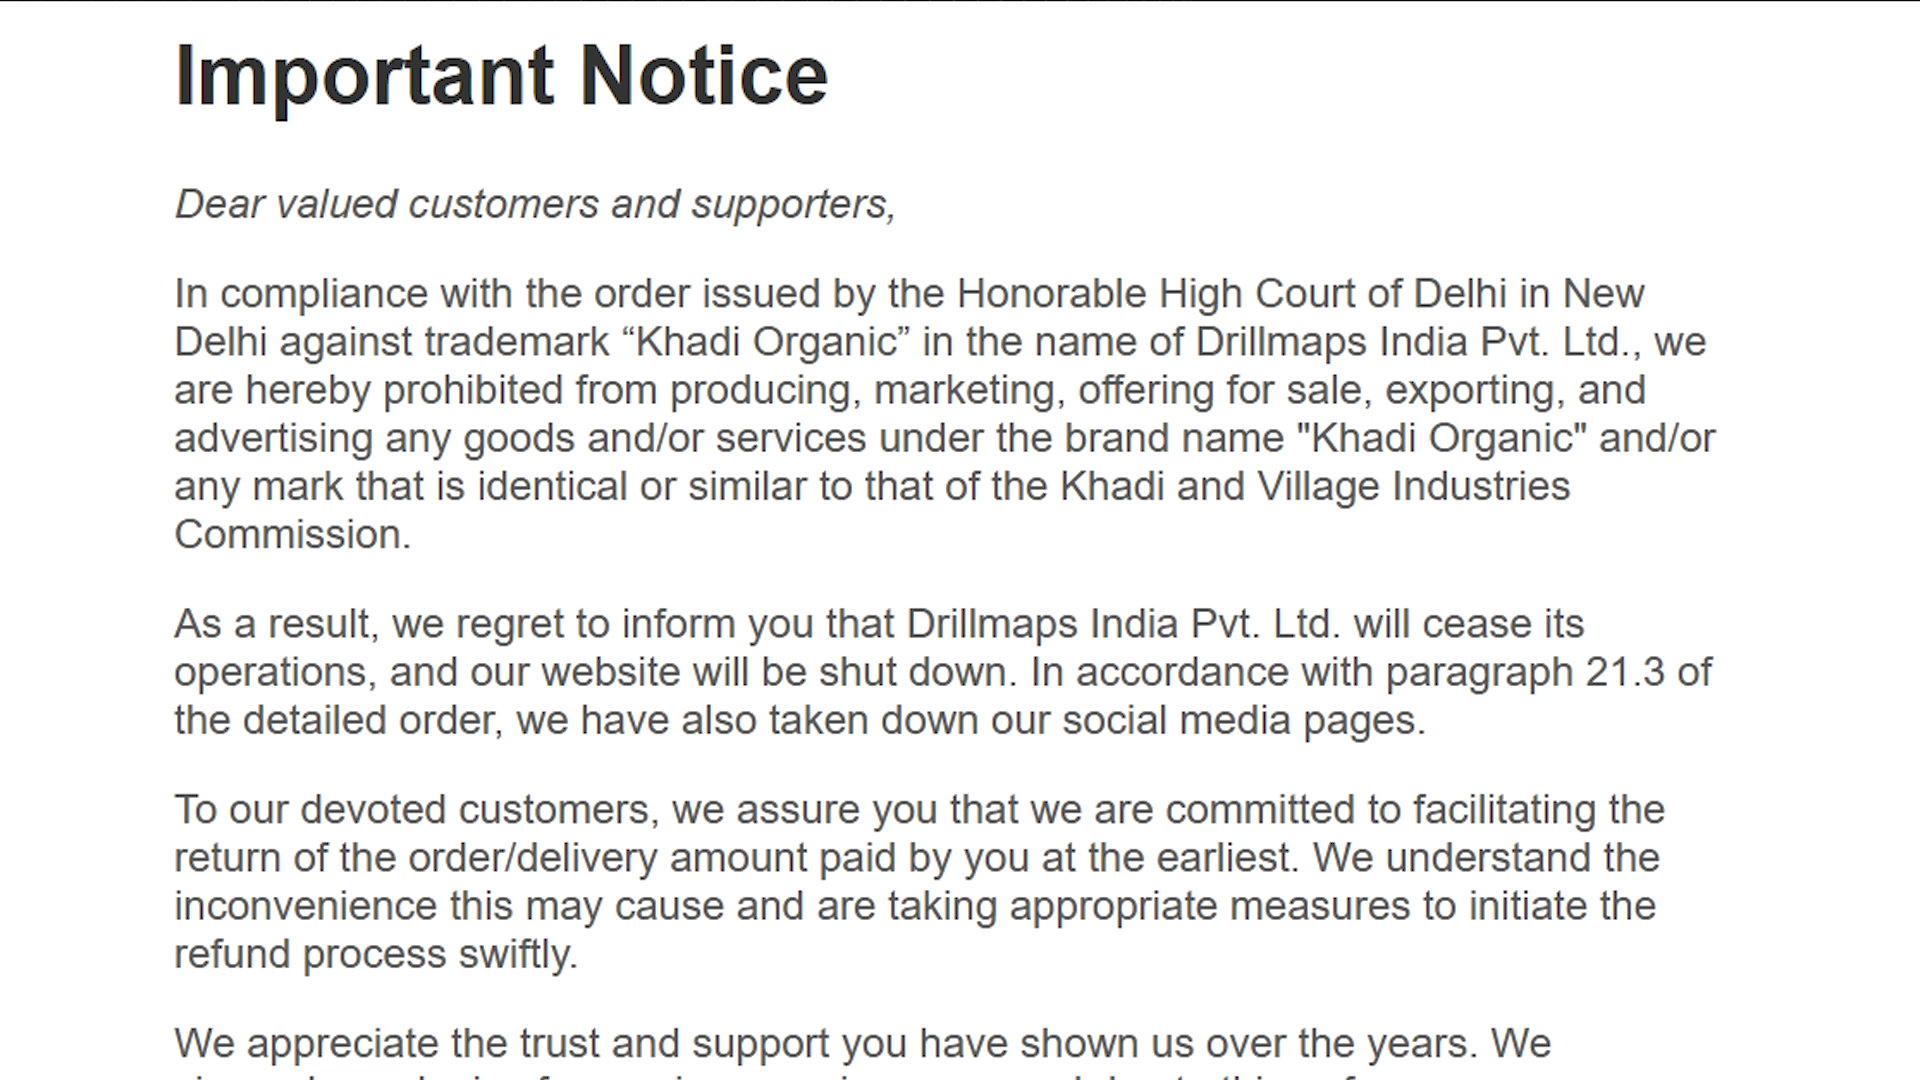 Important Notice
Dear valued customers and supporters,
In compliance with the order issued by the Honorable High Court of Delhi in New
Delhi against trademark “Khadi Organic” in the name of Drillmaps India Pvt. Ltd., we
are hereby prohibited from producing, marketing, offering for sale, exporting, and
advertising any goods and/or services under the brand name "Khadi Organic" and/or
any mark that is identical or similar to that of the Khadi and Village Industries
Commission.
As a result, we regret to inform you that Drillmaps India Pvt. Ltd. will cease its
operations, and our website will be shut down. In accordance with paragraph 21.3 of
the detailed order, we have also taken down our social media pages.
To our devoted customers, we assure you that we are committed to facilitating the
return of the order/delivery amount paid by you at the earliest. We understand the
inconvenience this may cause and are taking appropriate measures to initiate the
refund process swiftly.
We appreciate the trust and support you have shown us over the years. We